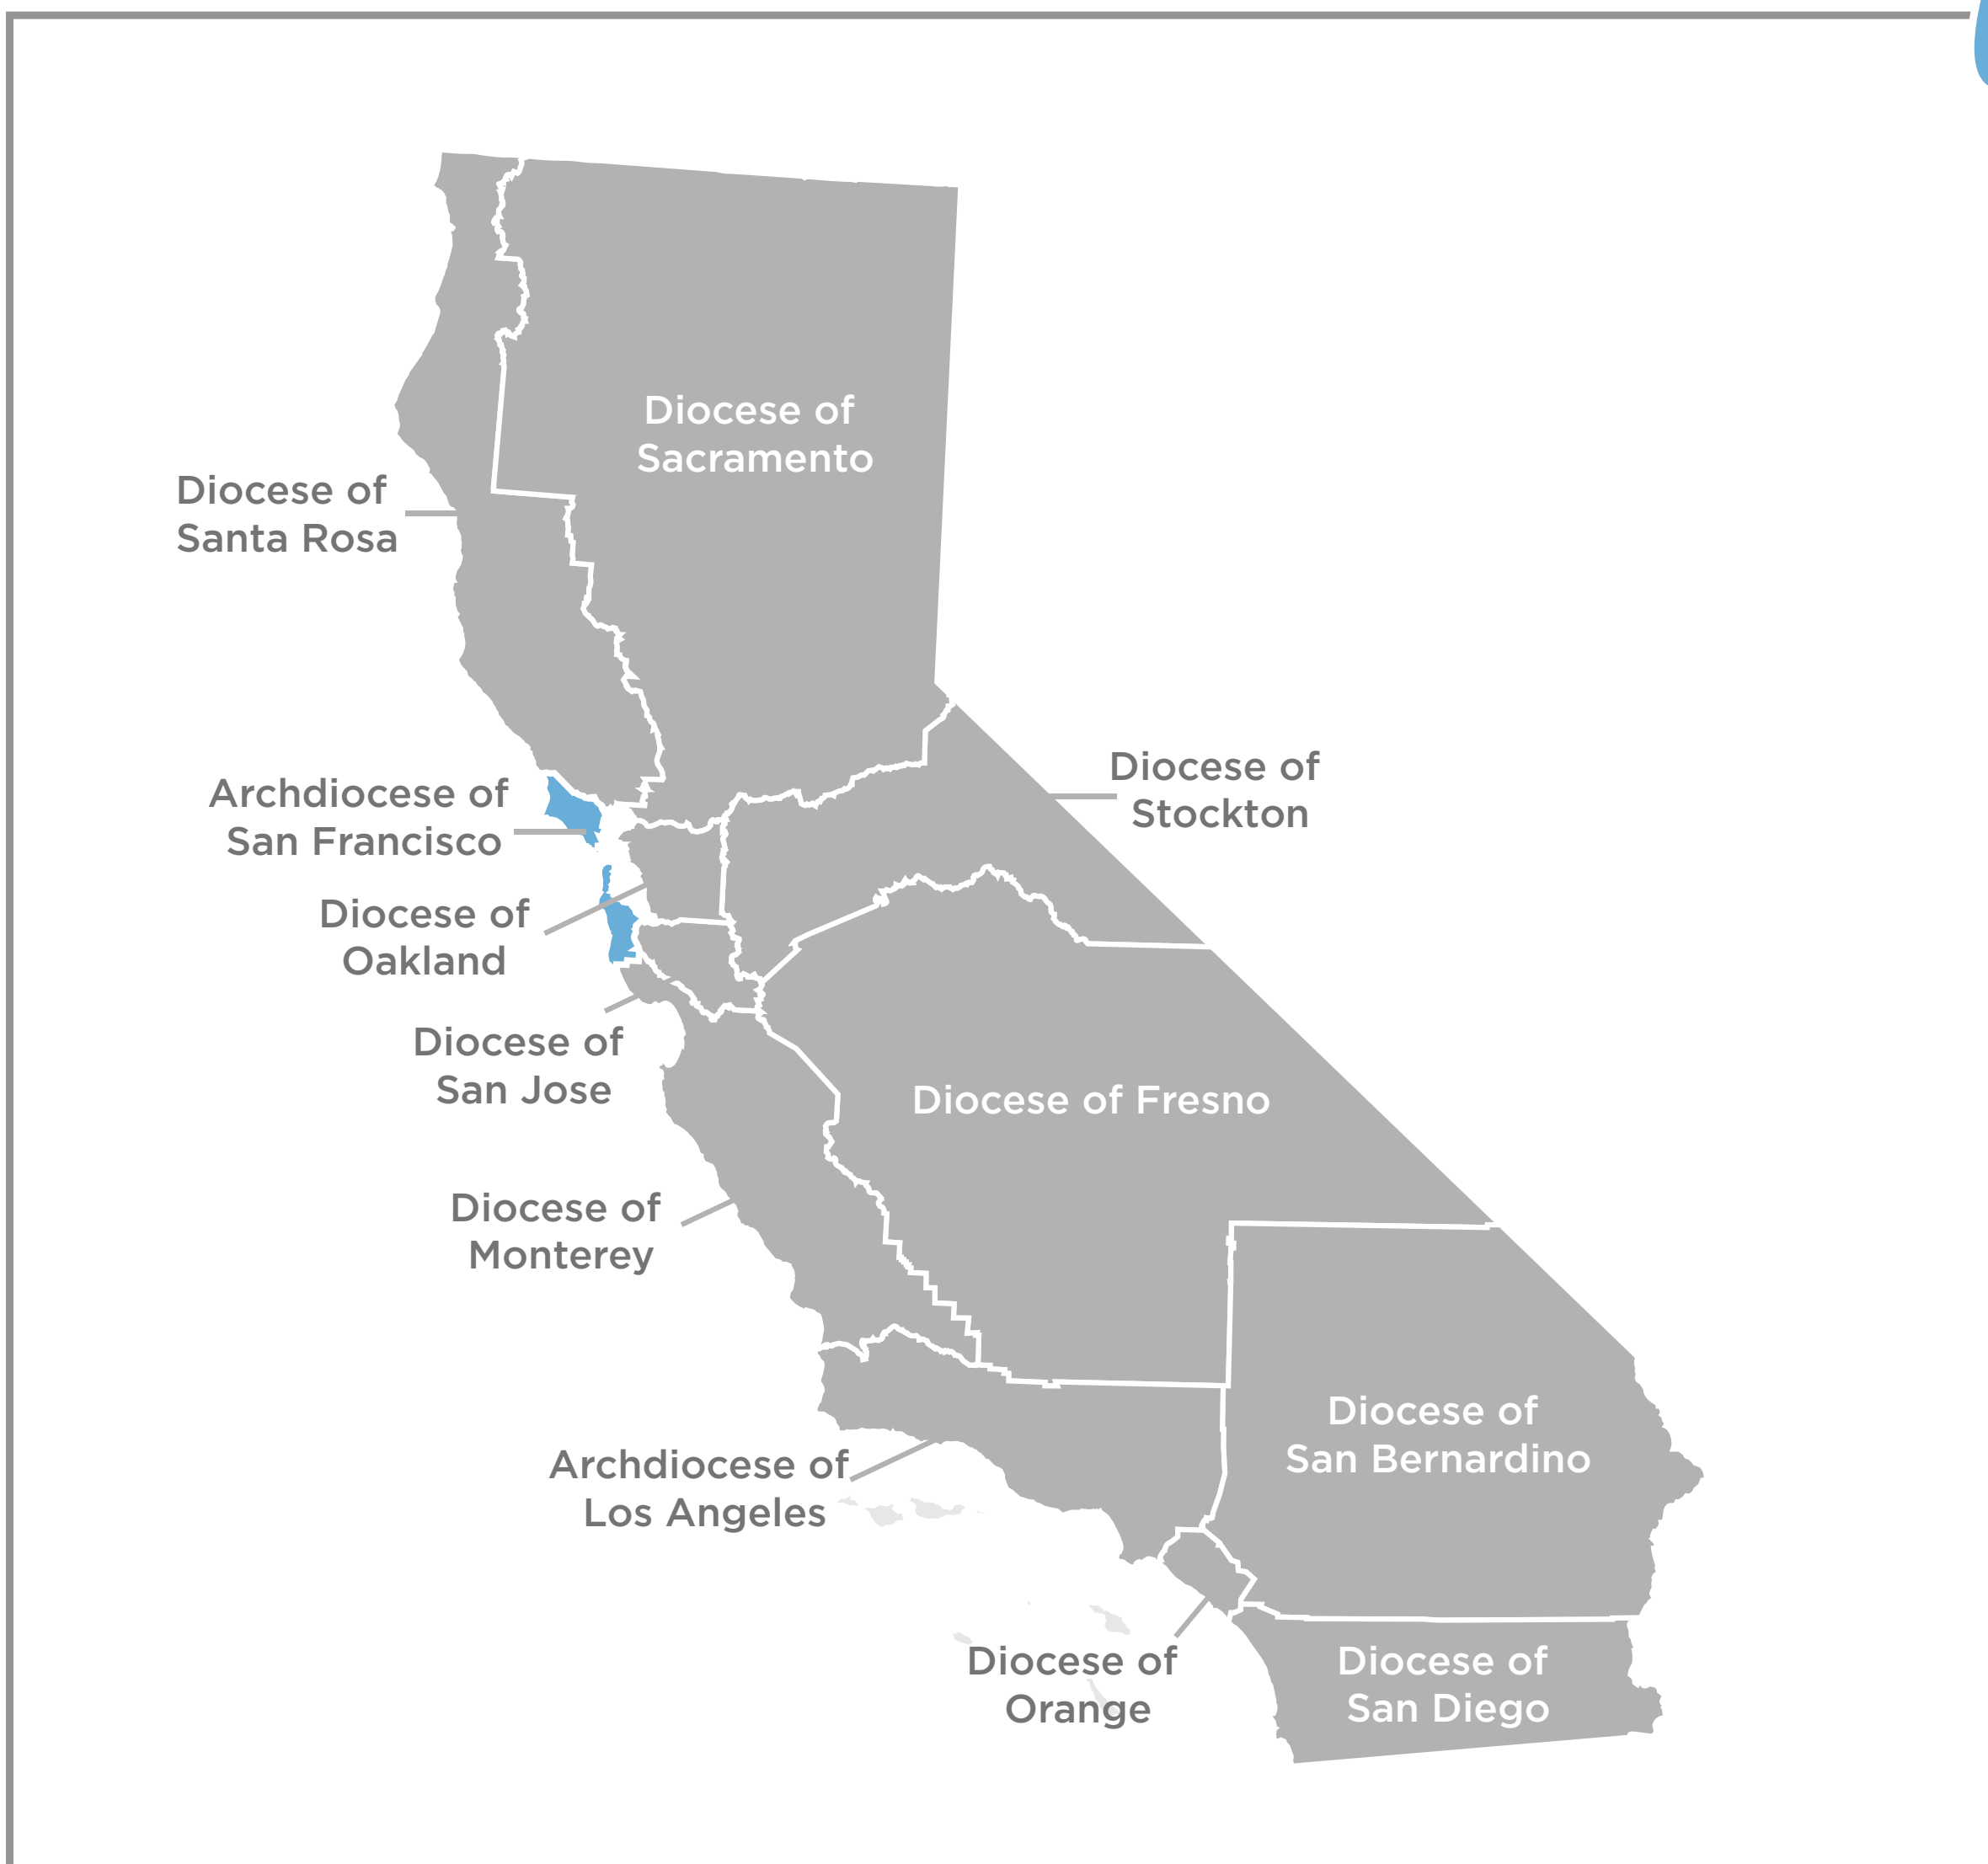 Diocese of
Sacramento
Diocese of
Santa Rosa
Diocese of
Stockton
Archdiocese of
San Francisco
Diocese of
Oakland
Diocese of
San Jose
Diocese of Fresno
Diocese of
Monterey
Diocese of
San Bernardino
Archdiocese of
Los Angeles
Diocese of
Orange
Diocese of
San Diego